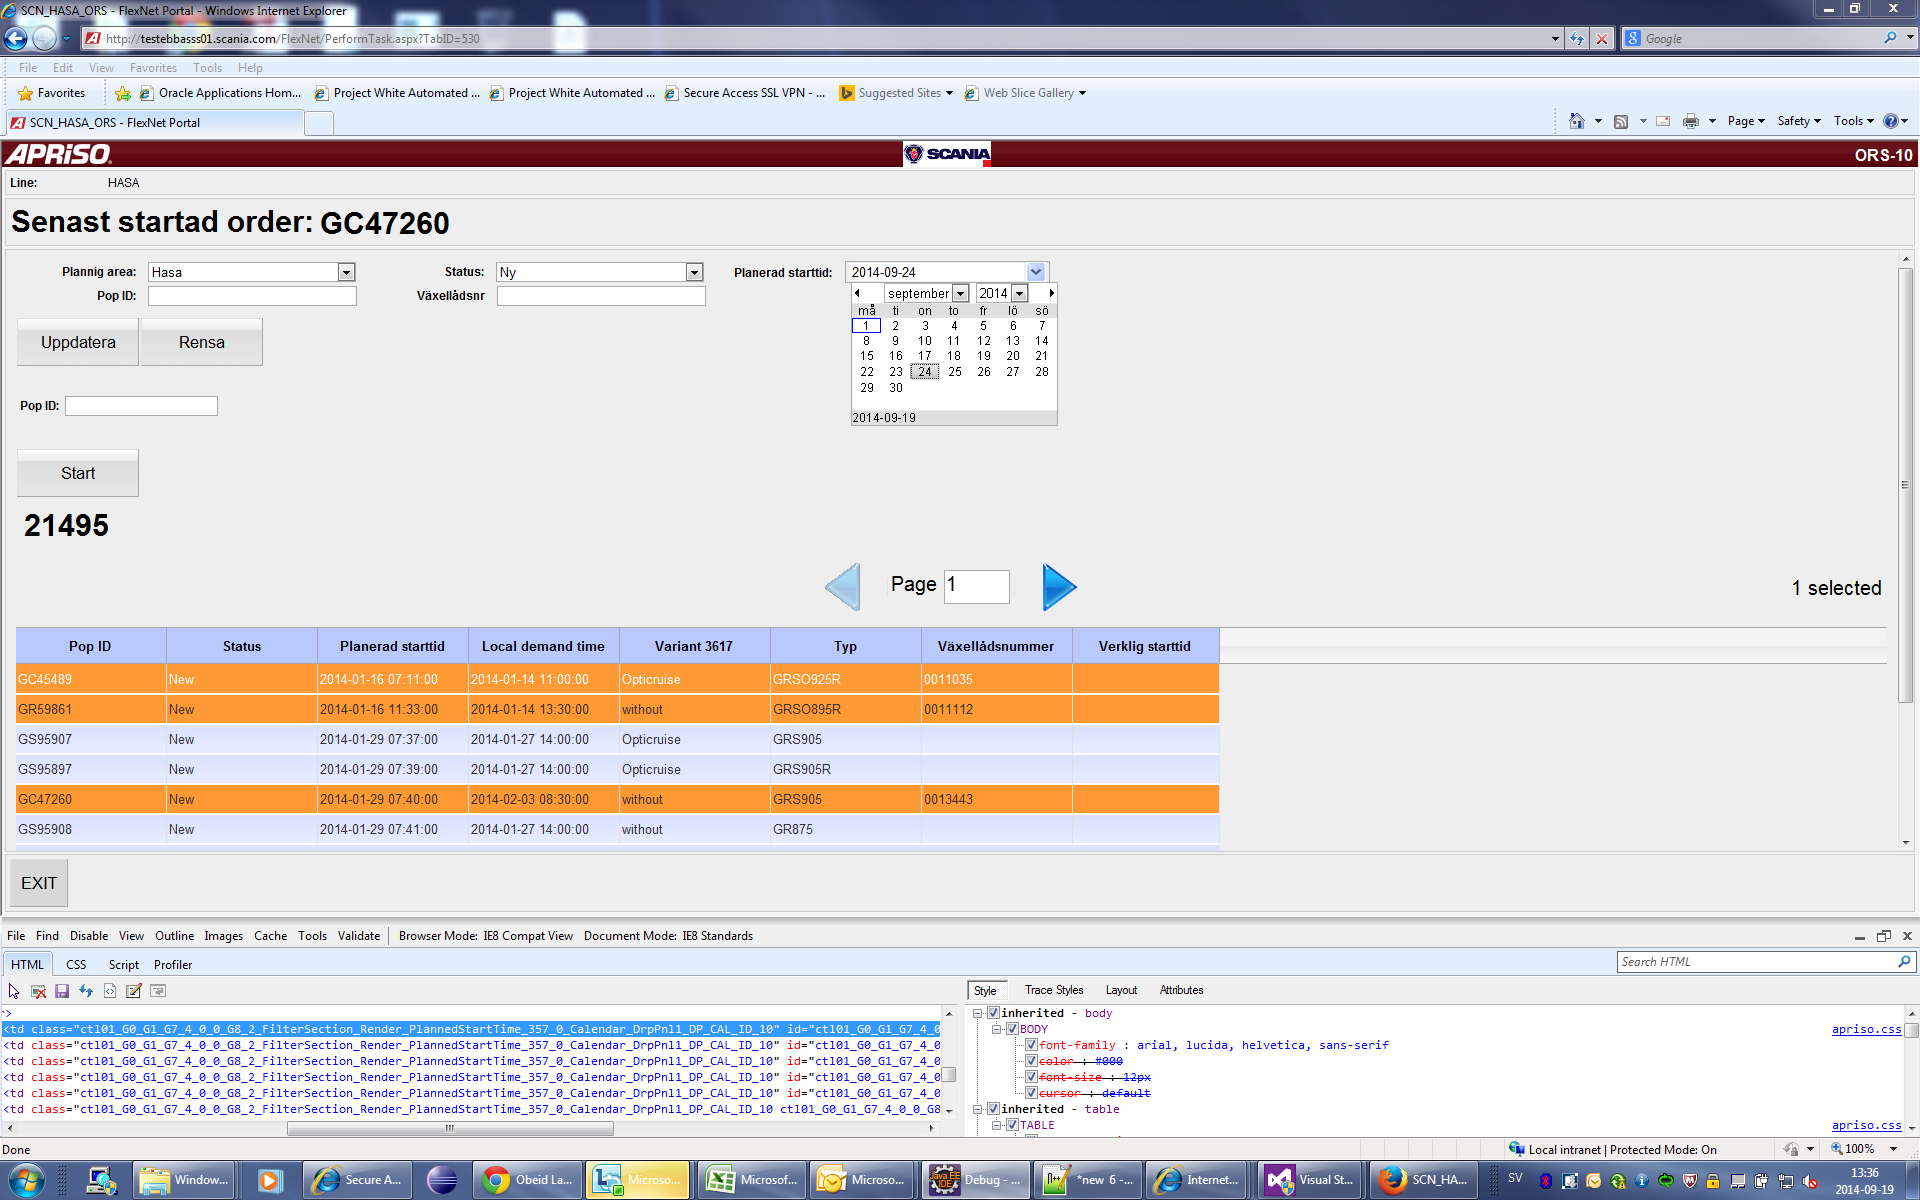 SCN_HASA_ORS - FlexNet Portal - Windows Internet Explorer
http://testebbasss01.scania.com/FlexNet/PerformTask.aspx?TabID=530
Google
File Edit View Favorites Tools Help
Favorites Oracle Applications Hom... Project White Automated ... Project White Automated ... Secure Access SSL VPN - ... Suggested Sites Web Slice Gallery
SCN_HASA_ORS - FlexNet Portal
Page Safety Tools
APRISO
SCANIA
ORS-10
Line: HASA
Senast startad order: GC47260
Plannig area: Hasa Status: Ny Planerad starttid: 2014-09-24
Pop ID: Växellådsnr
september 2014
må ti on to fr lö sö
1 2 3 4 5 6 7
8 9 10 11 12 13 14
15 16 17 18 19 20 21
22 23 24 25 26 27 28
29 30
2014-09-19
Uppdatera Rensa
Pop ID:
Start
21495
Page 1
1 selected
Pop ID Status Planerad starttid Local demand time Variant 3617 Typ Växellådsnummer Verklig starttid
GC45489 New 2014-01-16 07:11:00 2014-01-14 11:00:00 Opticruise GRSO925R 0011035
GR59861 New 2014-01-16 11:33:00 2014-01-14 13:30:00 without GRSO895R 0011112
GS95907 New 2014-01-29 07:37:00 2014-01-27 14:00:00 Opticruise GRS905
GS95897 New 2014-01-29 07:39:00 2014-01-27 14:00:00 Opticruise GRS905R
GC47260 New 2014-01-29 07:40:00 2014-02-03 08:30:00 without GRS905 0013443
GS95908 New 2014-01-29 07:41:00 2014-01-27 14:00:00 without GR875
EXIT
File Find Disable View Outline Images Cache Tools Validate Browser Mode: IE8 Compat View Document Mode: IE8 Standards
HTML CSS Script Profiler
Search HTML
Style Trace Styles Layout Attributes
<td class="ctl01_G0_G1_G7_4_0_0_G8_2_FilterSection_Render_PlannedStartTime_357_0_Calendar_DrpPnl1_DP_CAL_ID_10" id="ctl01_G0_G1_G7_4_0
<td class="ctl01_G0_G1_G7_4_0_0_G8_2_FilterSection_Render_PlannedStartTime_357_0_Calendar_DrpPnl1_DP_CAL_ID_10" id="ctl01_G0_G1_G7_4_0
<td class="ctl01_G0_G1_G7_4_0_0_G8_2_FilterSection_Render_PlannedStartTime_357_0_Calendar_DrpPnl1_DP_CAL_ID_10" id="ctl01_G0_G1_G7_4_0
<td class="ctl01_G0_G1_G7_4_0_0_G8_2_FilterSection_Render_PlannedStartTime_357_0_Calendar_DrpPnl1_DP_CAL_ID_10" id="ctl01_G0_G1_G7_4_0
<td class="ctl01_G0_G1_G7_4_0_0_G8_2_FilterSection_Render_PlannedStartTime_357_0_Calendar_DrpPnl1_DP_CAL_ID_10" id="ctl01_G0_G1_G7_4_0
<td class="ctl01_G0_G1_G7_4_0_0_G8_2_FilterSection_Render_PlannedStartTime_357_0_Calendar_DrpPnl1_DP_CAL_ID_10 ctl01_G0_G1_G7_4_0_0_G8
inherited - body
BODY apriso.css
font-family : arial, lucida, helvetica, sans-serif
color : #000
font-size : 12px
cursor : default
inherited - table
TABLE apriso.css
Done
Local intranet | Protected Mode: On
100%
Window... Secure A... Obeid La... Microso... Microsof... Microso... Debug - ... *new 6 -... Internet... Visual St... SCN_HA... SV
13:36
2014-09-19